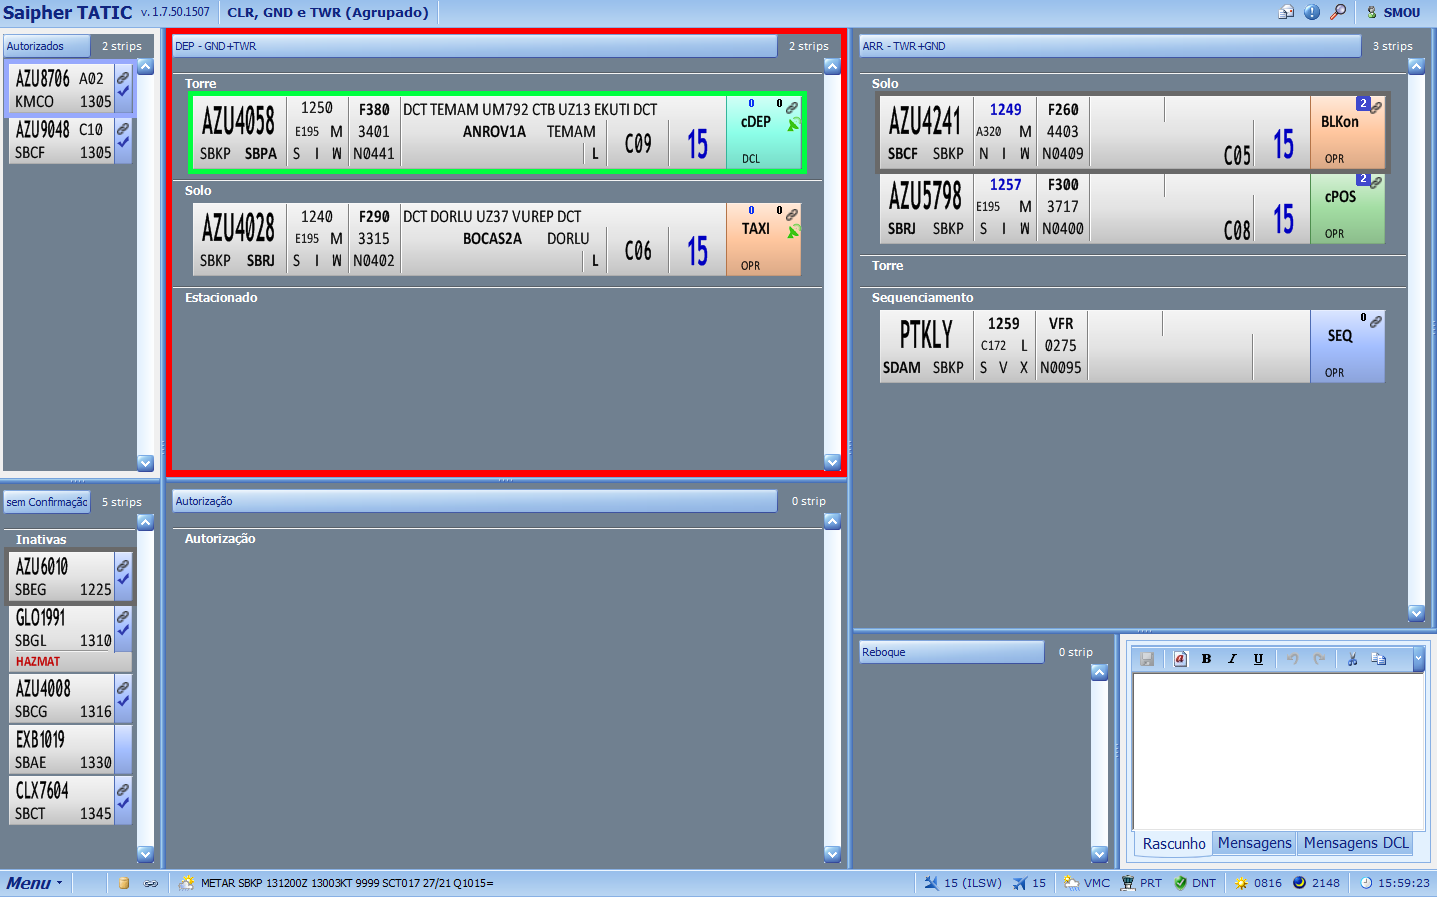 Saipher TATIC v. 1.7.50.1507 CLR, GND e TWR (Agrupado) SMOU
Autorizados 2 strips
AZU8706 A02
KMCO 1305
AZU9048 C10
SBCF 1305
DEP - GND+TWR 2 strips
Torre
AZU4058 1250 F380 DCT TEMAM UM792 CTB UZ13 EKUTI DCT 0 0
E195 M 3401 ANROV1A TEMAM C09 15 cDEP
SBKP SBPA S I W N0441 L DCL
Solo
AZU4028 1240 F290 DCT DORLU UZ37 VUREP DCT 0 0
E195 M 3315 BOCAS2A DORLU C06 15 TAXI
SBKP SBRJ S I W N0402 L OPR
Estacionado
ARR - TWR+GND 3 strips
Solo
AZU4241 1249 F260 2
A320 M 4403 15 BLKon
SBCF SBKP N I W N0409 C05 OPR
AZU5798 1257 F300 2
E195 M 3717 15 cPOS
SBRJ SBKP S I W N0400 C08 OPR
Torre
Sequenciamento
PTKLY 1259 VFR 0
C172 L 0275 SEQ
SDAM SBKP S V X N0095 OPR
sem Confirmação 5 strips
Inativas
AZU6010
SBEG 1225
GLO1991
SBGL 1310
HAZMAT
AZU4008
SBCG 1316
EXB1019
SBAE 1330
CLX7604
SBCT 1345
Autorização 0 strip
Autorização
Reboque 0 strip
a B I U
Rascunho Mensagens Mensagens DCL
Menu METAR SBKP 131200Z 13003KT 9999 SCT017 27/21 Q1015= 15 (ILSW) 15 VMC PRT DNT 0816 2148 15:59:23